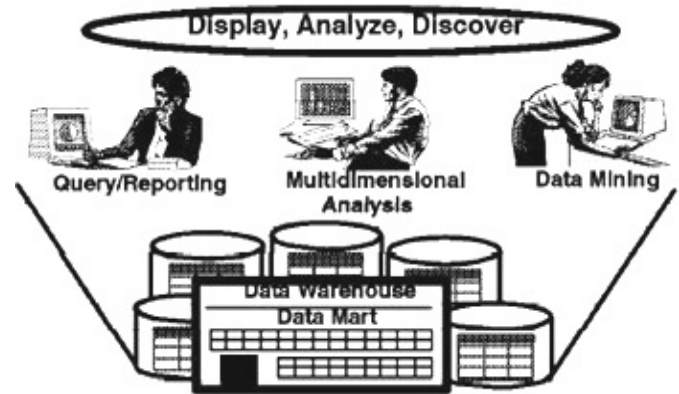 Display, Analyze, Discover
Query/Reporting
Multidimensional
Analysis
Data Mining
Data Warehouse
Data Mart